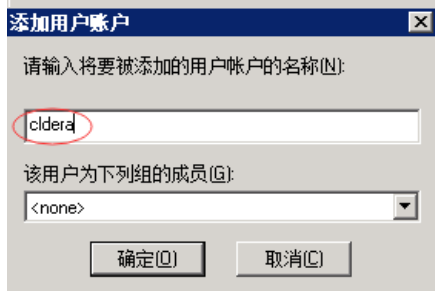 添加用户账户
请输入将要被添加的用户帐户的名称(N):
cldera
该用户为下列组的成员(G):
<none>
确定(O)
取消(C)